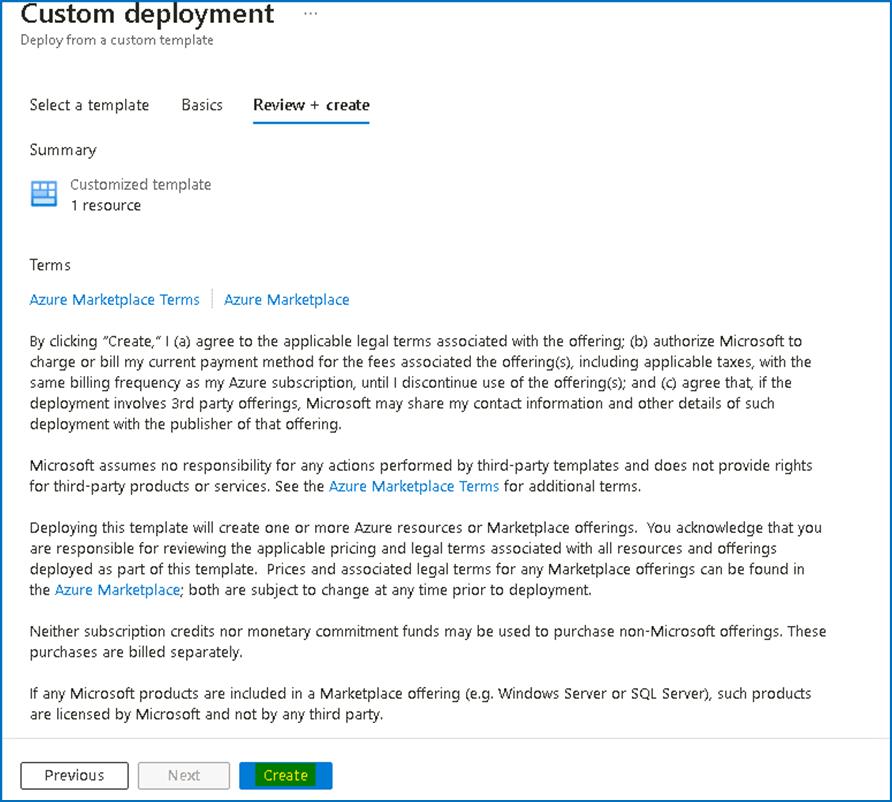 Custom deployment ...
Deploy from a custom template
Select a template Basics Review + create
Summary
Customized template
1 resource
Terms
Azure Marketplace Terms Azure Marketplace
By clicking “Create,” I (a) agree to the applicable legal terms associated with the offering; (b) authorize Microsoft to
charge or bill my current payment method for the fees associated the offering(s), including applicable taxes, with the
same billing frequency as my Azure subscription, until I discontinue use of the offering(s); and (c) agree that, if the
deployment involves 3rd party offerings, Microsoft may share my contact information and other details of such
deployment with the publisher of that offering.
Microsoft assumes no responsibility for any actions performed by third-party templates and does not provide rights
for third-party products or services. See the Azure Marketplace Terms for additional terms.
Deploying this template will create one or more Azure resources or Marketplace offerings. You acknowledge that you
are responsible for reviewing the applicable pricing and legal terms associated with all resources and offerings
deployed as part of this template. Prices and associated legal terms for any Marketplace offerings can be found in
the Azure Marketplace; both are subject to change at any time prior to deployment.
Neither subscription credits nor monetary commitment funds may be used to purchase non-Microsoft offerings. These
purchases are billed separately.
If any Microsoft products are included in a Marketplace offering (e.g. Windows Server or SQL Server), such products
are licensed by Microsoft and not by any third party.
Previous Next Create